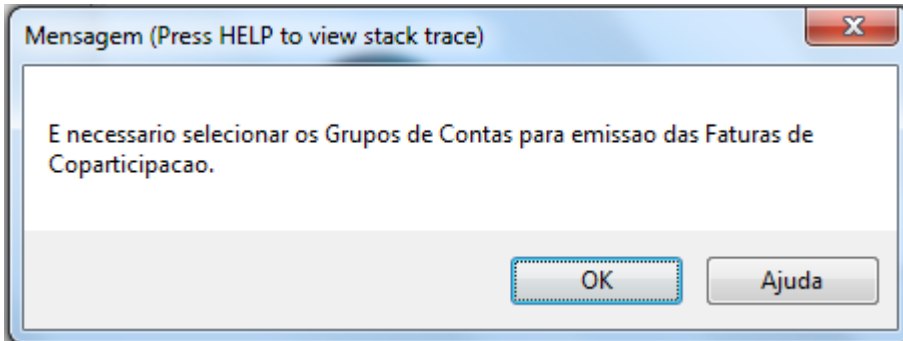 Mensagem (Press HELP to view stack trace)
E necessario selecionar os Grupos de Contas para emissao das Faturas de
Coparticipacao.
OK
Ajuda